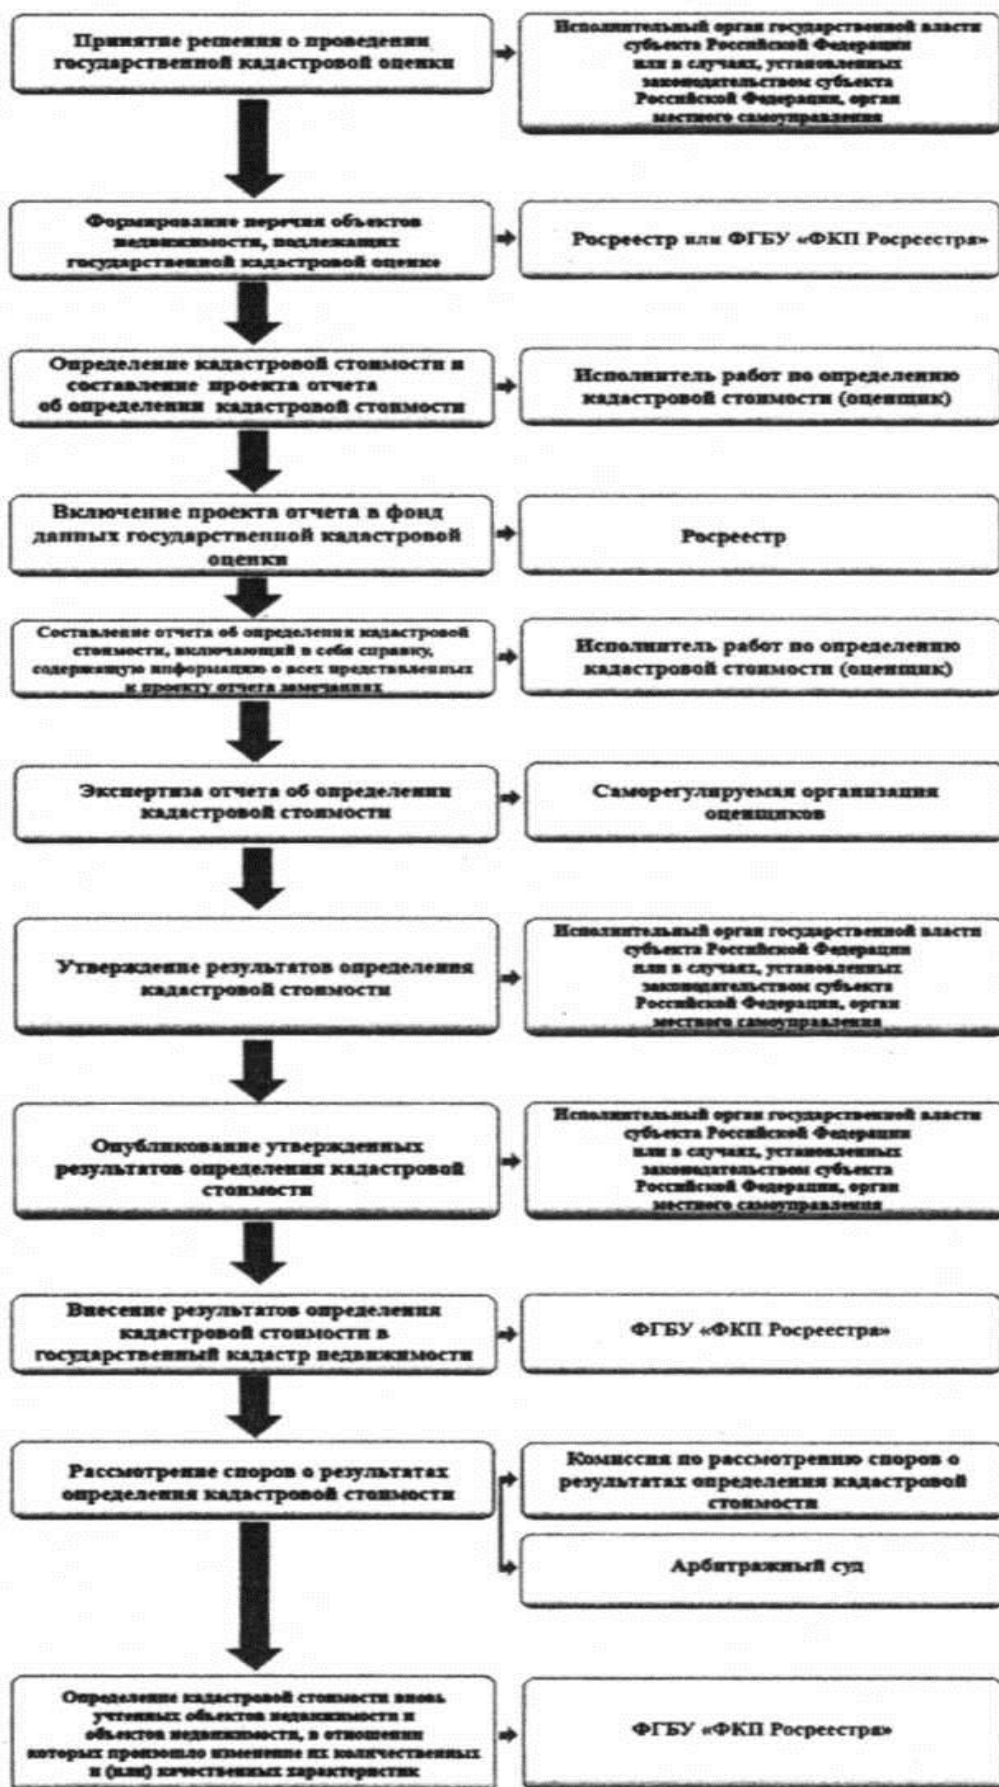 Принятие решения о проведении
государственной кадастровой оценки
Исполнительный орган государственной власти
субъекта Российской Федерации
или в случаях, установленных
законодательством субъекта
Российской Федерации, орган
местного самоуправления
Формирование перечня объектов
недвижимости, подлежащих
государственной кадастровой оценке
Росреестр или ФГБУ «ФКП Росреестра»
Определение кадастровой стоимости и
составление проекта отчета
об определении кадастровой стоимости
Исполнитель работ по определению
кадастровой стоимости (оценщик)
Включение проекта отчета в фонд
данных государственной кадастровой
оценки
Росреестр
Составление отчета об определения кадастровой
стоимости, включающий в себя справку,
содержащую информацию о всех представленных
к проекту отчета замечаниях
Исполнитель работ по определению
кадастровой стоимости (оценщик)
Экспертиза отчета об определении
кадастровой стоимости
Саморегулируемая организация
оценщиков
Утверждение результатов определения
кадастровой стоимости
Исполнительный орган государственной власти
субъекта Российской Федерации
или в случаях, установленных
законодательством субъекта
Российской Федерации, орган
местного самоуправления
Опубликование утвержденных
результатов определения кадастровой
стоимости
Исполнительный орган государственной власти
субъекта Российской Федерации
или в случаях, установленных
законодательством субъекта
Российской Федерации, орган
местного самоуправления
Внесение результатов определения
кадастровой стоимости в
государственный кадастр недвижимости
ФГБУ «ФКП Росреестра»
Рассмотрение споров о результатах
определения кадастровой стоимости
Комиссия по рассмотрению споров о
результатах определения кадастровой
стоимости
Арбитражный суд
Определение кадастровой стоимости вновь
учтенных объектов недвижимости и
объектов недвижимости, в отношении
которых произошло изменение их количественных
и (или) качественных характеристик
ФГБУ «ФКП Росреестра»